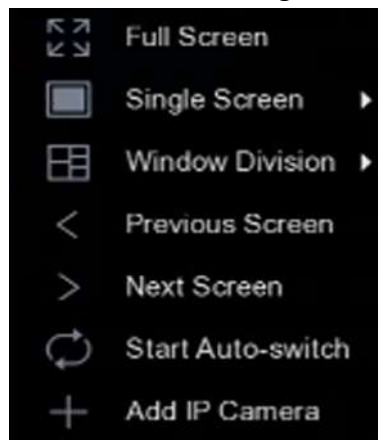 Full Screen
Single Screen
Window Division
Previous Screen
Next Screen
Start Auto-switch
Add IP Camera